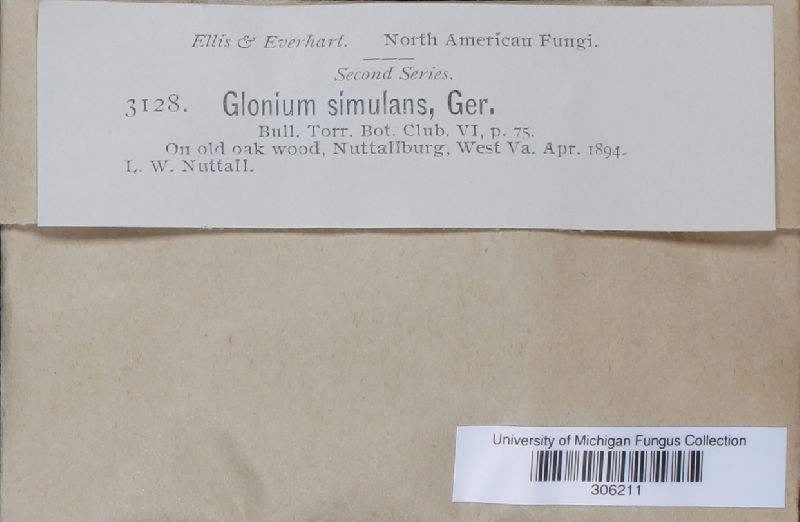 Ellis & Everhart. North American Fungi.
Second Series.
3128. Glonium simulans, Ger.
Bull. Torr. Bot. Club. VI, p. 75.
On old oak wood, Nuttallburg, West Va. Apr. 1894.
L. W. Nuttall.
University of Michigan Fungus Collection
306211